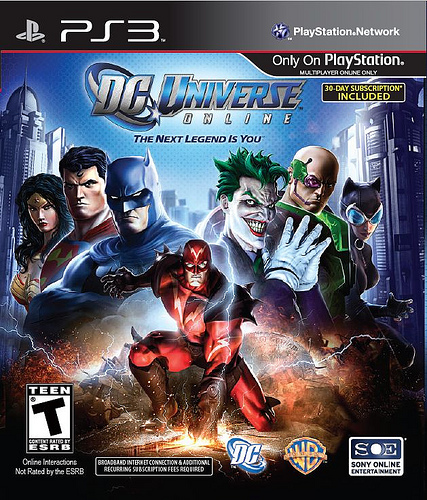 PS3
PlayStation®Network
Only On PlayStation®
MULTIPLAYER ONLINE ONLY
30-DAY SUBSCRIPTION*
INCLUDED
DC UNIVERSE
ONLINE
THE NEXT LEGEND IS YOU™
TEEN
T
CONTENT RATED BY
ESRB
Online Interactions
Not Rated by the ESRB
BROADBAND INTERNET CONNECTION & ADDITIONAL
RECURRING SUBSCRIPTION FEES REQUIRED
DC
WB
SOE
SONY ONLINE
ENTERTAINMENT